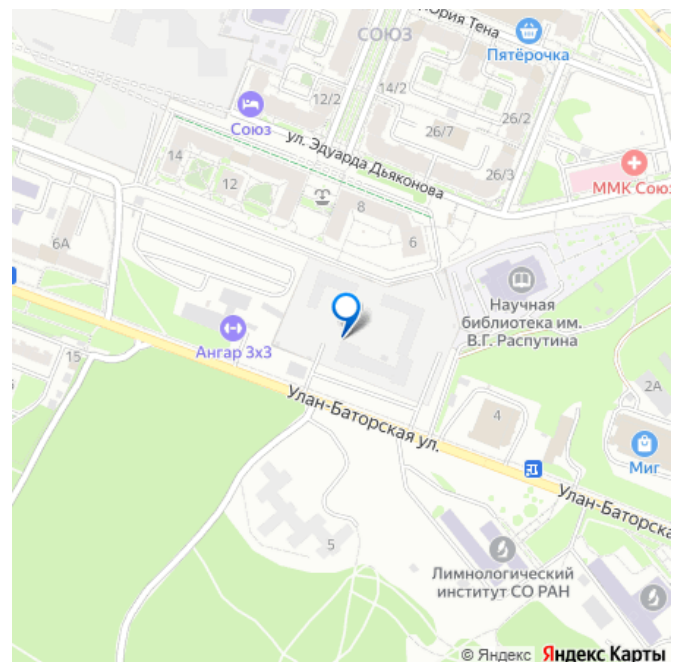 Юрия Тена
СОЮЗ
Пятёрочка
12/2
14/2
26/2
Союз
26/7
ул. Эдуарда Дьяконова
14
12
26/3
ММК Союз
8
6А
6
Научная
библиотека им.
В.Г. Распутина
Ангар 3х3
15
2А
Улан-Баторская ул.
4
Миг
Улан-Баторска
5
Лимнологический
институт СО РАН
© Яндекс Яндекс Карты